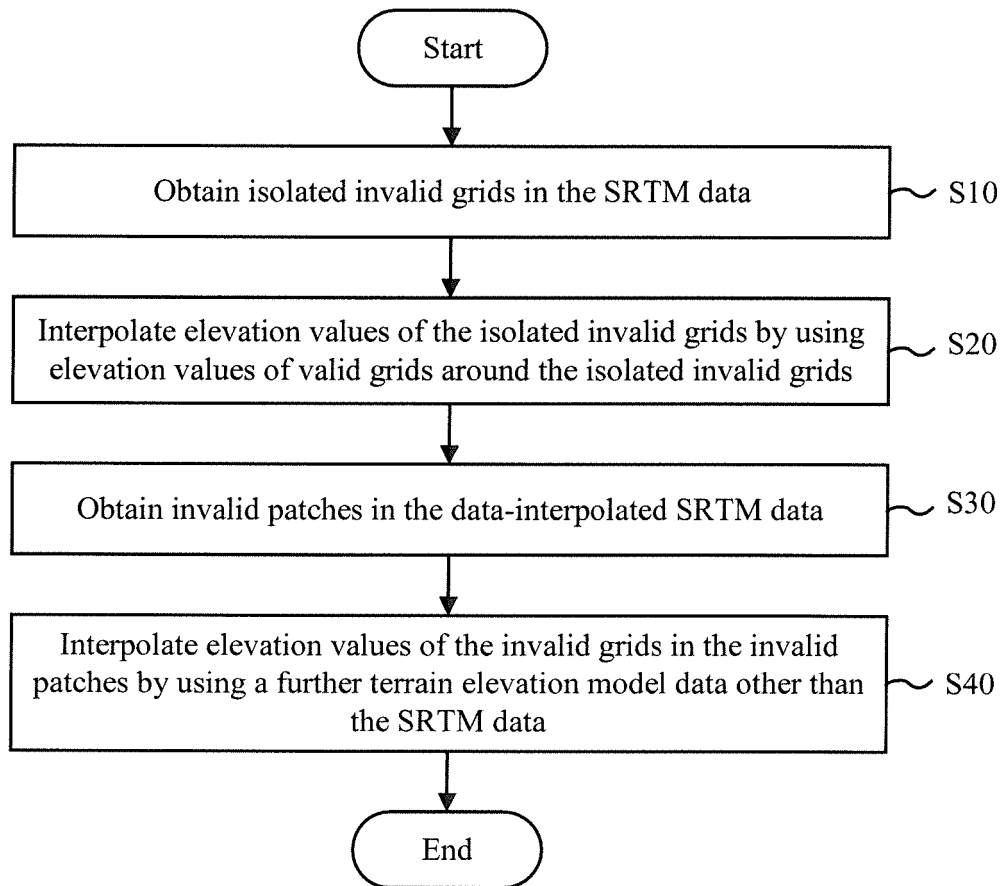 Start
Obtain isolated invalid grids in the SRTM data
S10
Interpolate elevation values of the isolated invalid grids by using
elevation values of valid grids around the isolated invalid grids
S20
Obtain invalid patches in the data-interpolated SRTM data
S30
Interpolate elevation values of the invalid grids in the invalid
patches by using a further terrain elevation model data other than
the SRTM data
S40
End